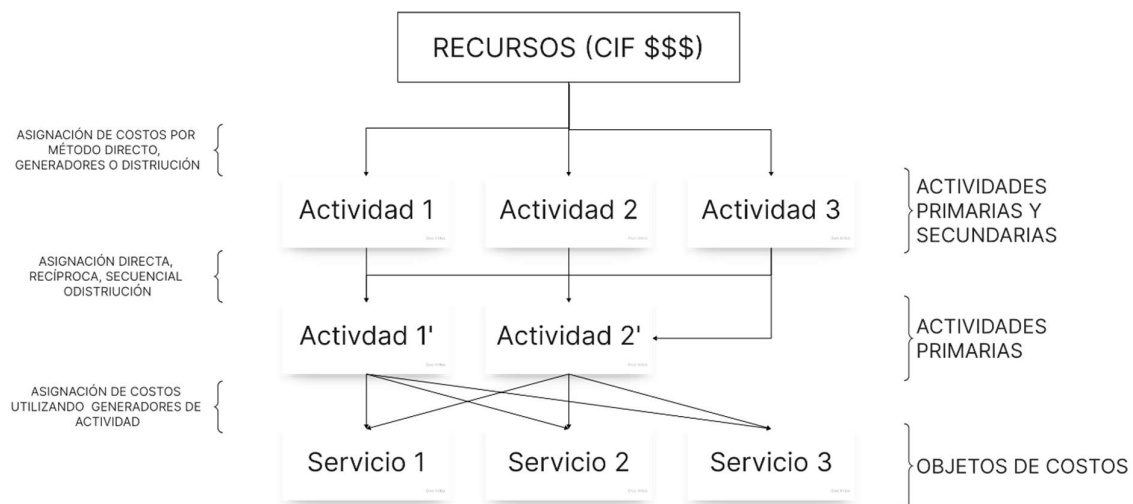 RECURSOS (CIF $$$)
ASIGNACIÓN DE COSTOS POR
MÉTODO DIRECTO,
GENERADORES O DISTRIUCIÓN
Actividad 1
Actividad 2
Actividad 3
ACTIVIDADES
PRIMARIAS Y
SECUNDARIAS
ASIGNACIÓN DIRECTA,
RECÍPROCA, SECUENCIAL
ODISTRIUCIÓN
Activdad 1'
Actividad 2'
ACTIVIDADES
PRIMARIAS
ASIGNACIÓN DE COSTOS
UTILIZANDO GENERADORES DE
ACTIVIDAD
Servicio 1
Servicio 2
Servicio 3
OBJETOS DE COSTOS